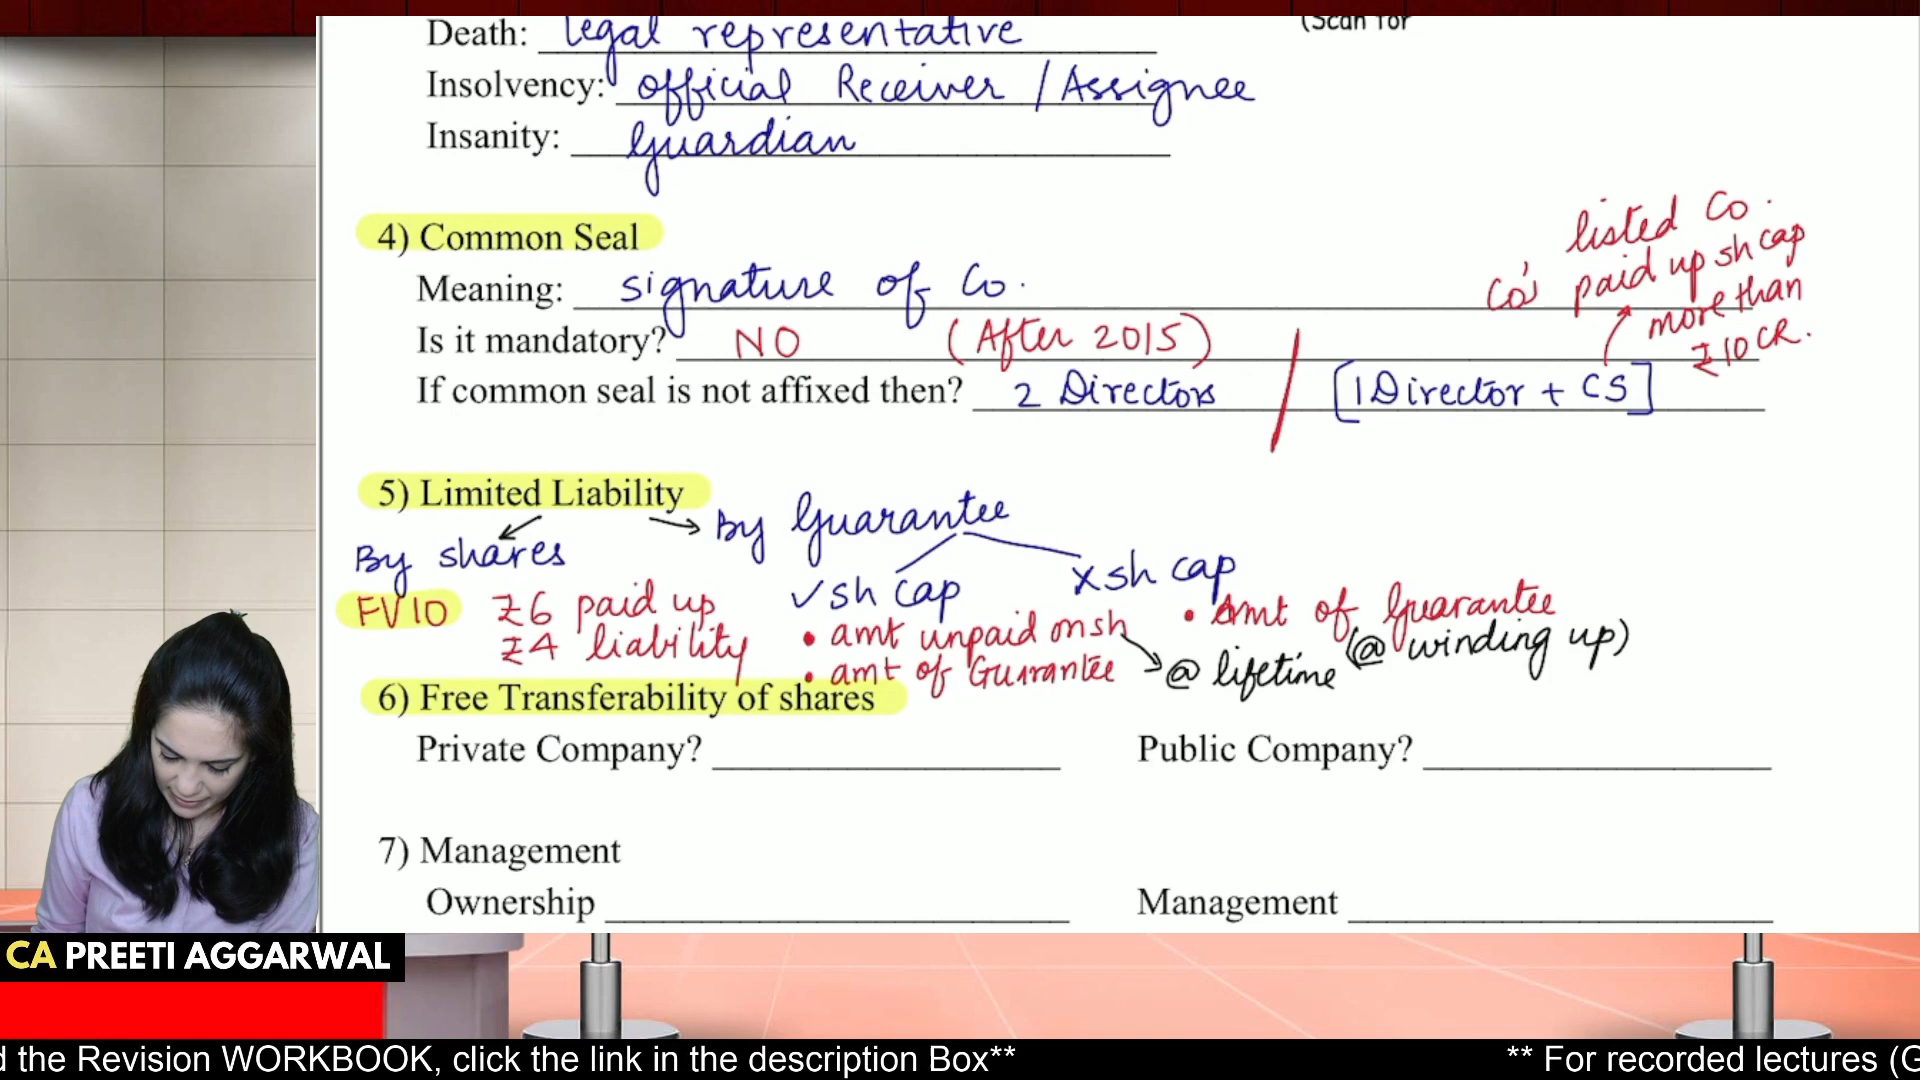 (Scan for
Death: legal representative
Insolvency: official Receiver / Assignee
Insanity: Guardian
4) Common Seal
listed Co.
Co's paid up sh cap
more than
₹10 CR.
Meaning: signature of Co.
Is it mandatory? NO (After 2015)
If common seal is not affixed then? 2 Directors / [1 Director + CS]
5) Limited Liability
By Guarantee
By shares
✓ sh cap
X sh cap
FV 10 ₹6 paid up
₹4 liability
• amt unpaid on sh
• amt of Guarantee
@ lifetime
• Amt of Guarantee
(@ winding up)
6) Free Transferability of shares
Private Company? Public Company?
7) Management
Ownership Management
CA PREETI AGGARWAL
d the Revision WORKBOOK, click the link in the description Box** ** For recorded lectures (G